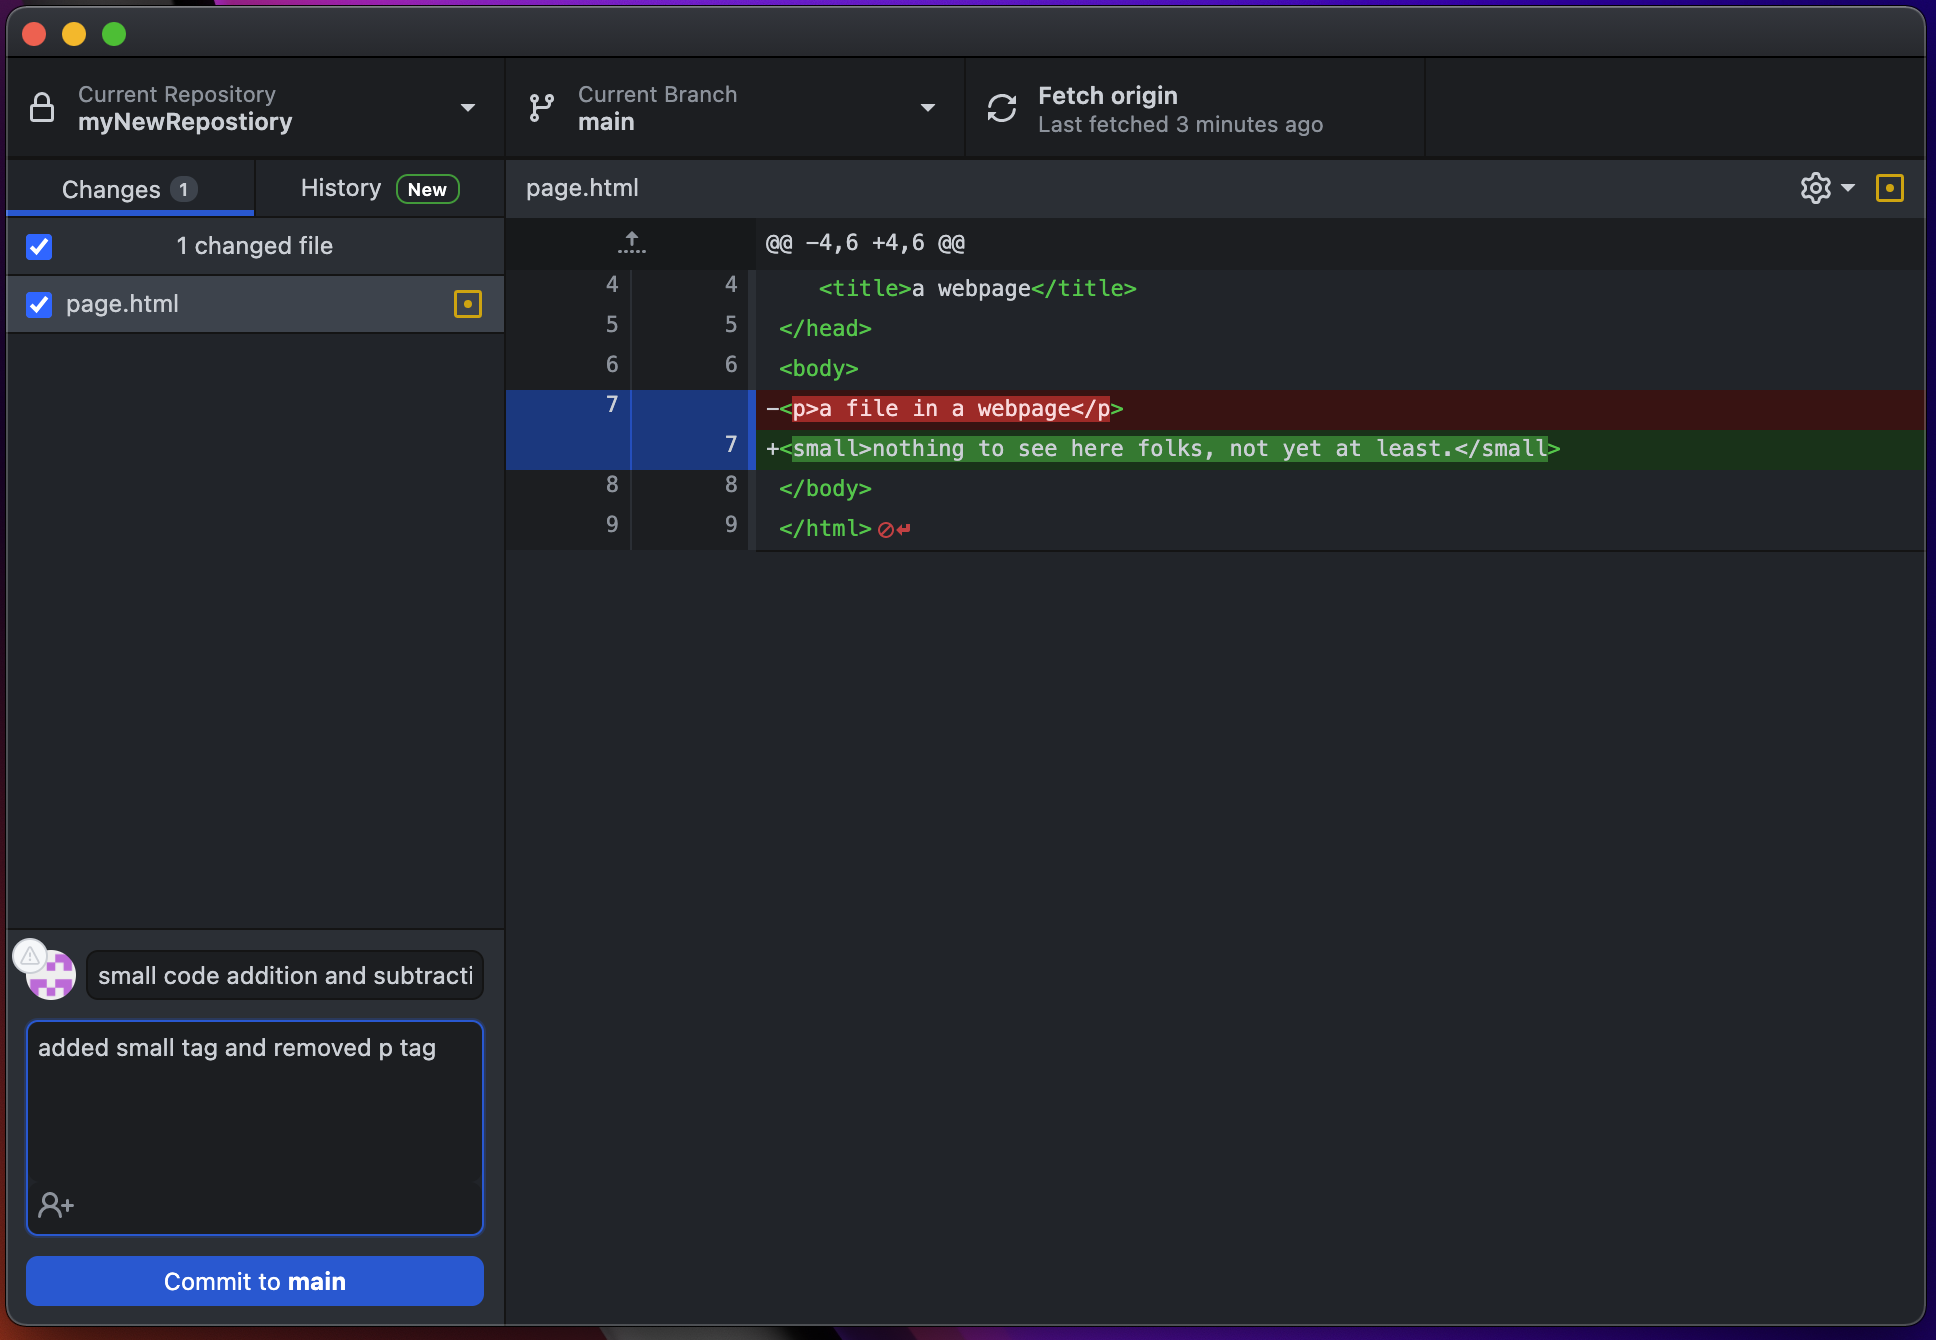 Current Repository
myNewRepostiory
Current Branch
main
Fetch origin
Last fetched 3 minutes ago
Changes 1
History New
1 changed file
page.html
page.html
@@ -4,6 +4,6 @@
4 4 <title>a webpage</title>
5 5 </head>
6 6 <body>
7 -<p>a file in a webpage</p>
7 +<small>nothing to see here folks, not yet at least.</small>
8 8 </body>
9 9 </html>
small code addition and subtracti
added small tag and removed p tag
Commit to main